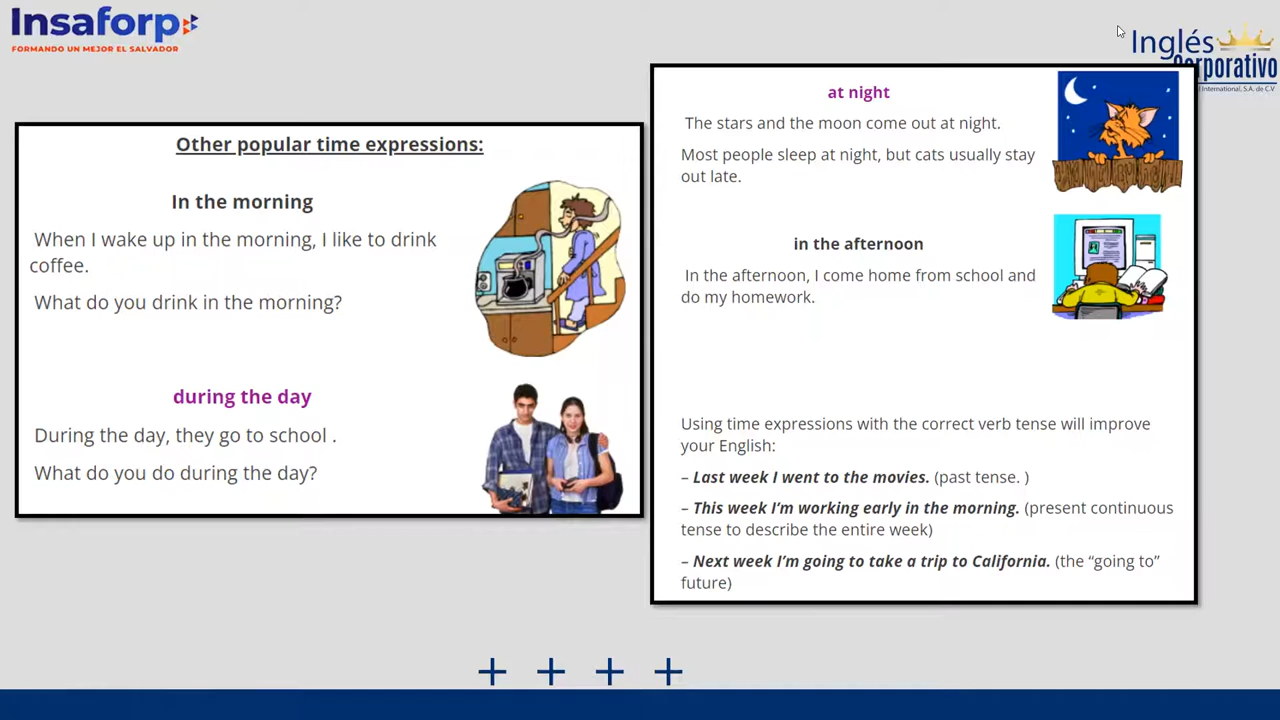 Insaforp
FORMANDO UN MEJOR EL SALVADOR
Inglés
Corporativo
International, S.A. de C.V
Other popular time expressions:
In the morning
When I wake up in the morning, I like to drink
coffee.
What do you drink in the morning?
during the day
During the day, they go to school .
What do you do during the day?
at night
The stars and the moon come out at night.
Most people sleep at night, but cats usually stay
out late.
in the afternoon
In the afternoon, I come home from school and
do my homework.
Using time expressions with the correct verb tense will improve
your English:
– Last week I went to the movies. (past tense. )
– This week I’m working early in the morning. (present continuous
tense to describe the entire week)
– Next week I’m going to take a trip to California. (the “going to”
future)